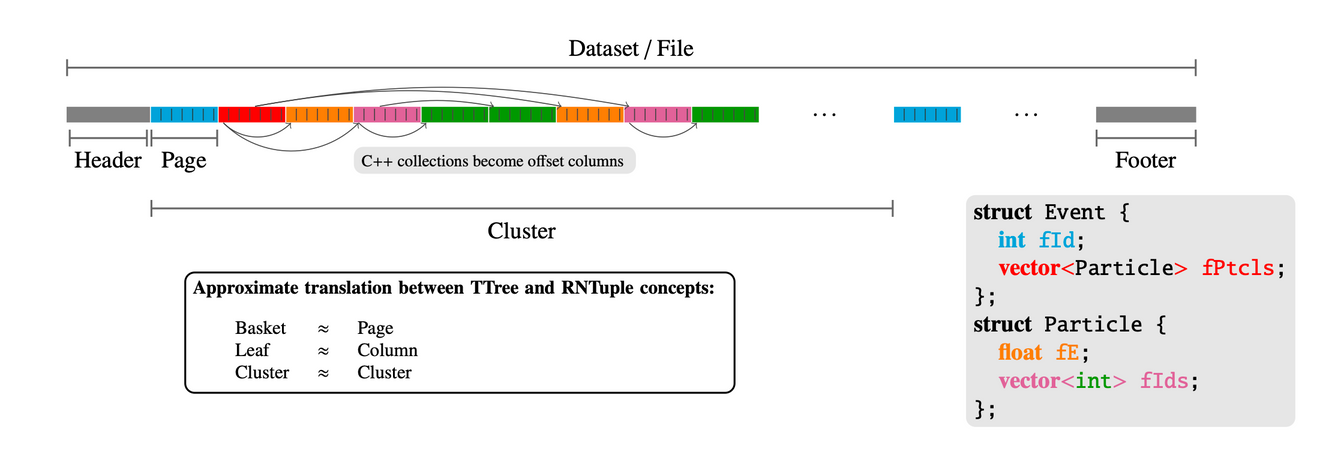 Dataset / File
... ...
Header Page Footer
C++ collections become offset columns
Cluster
struct Event {
int fId;
vector<Particle> fPtcls;
};
struct Particle {
float fE;
vector<int> fIds;
};
Approximate translation between TTree and RNTuple concepts:
Basket ≈ Page
Leaf ≈ Column
Cluster ≈ Cluster